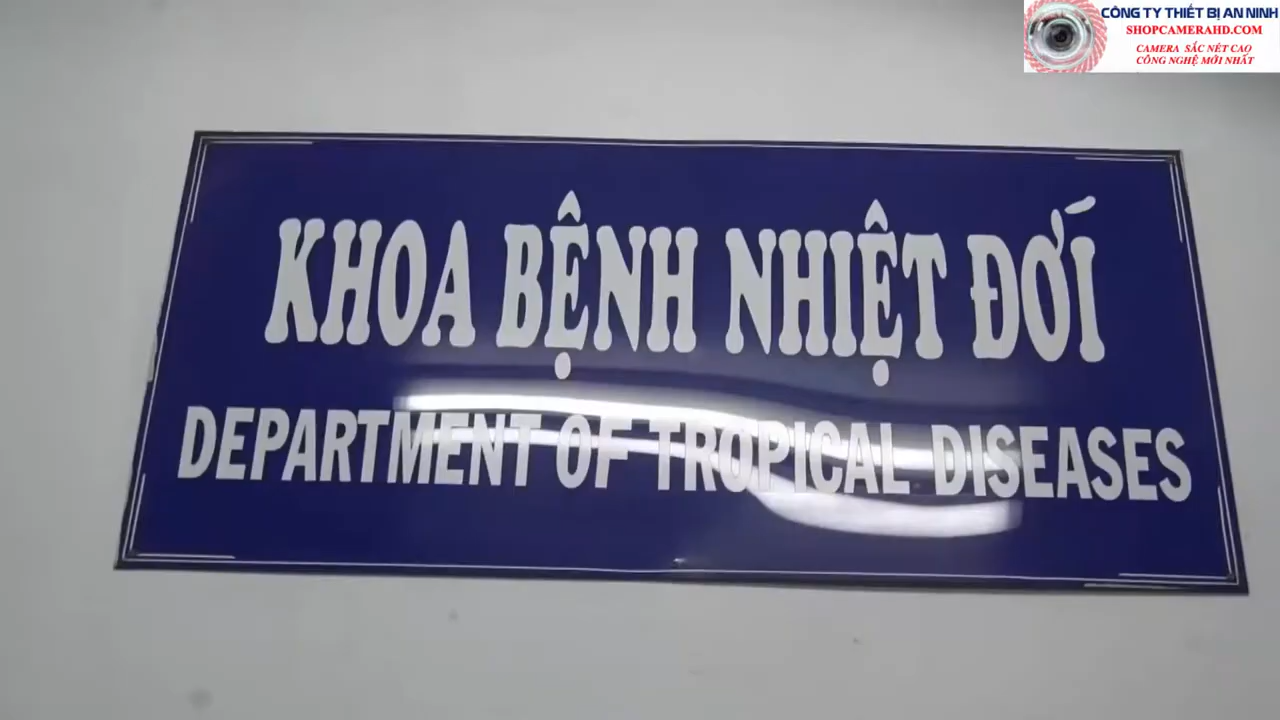 CÔNG TY THIẾT BỊ AN NINH
SHOPCAMERAHD.COM
CAMERA SẮC NÉT CAO
CÔNG NGHỆ MỚI NHẤT
KHOA BỆNH NHIỆT ĐỚI
DEPARTMENT OF TROPICAL DISEASES